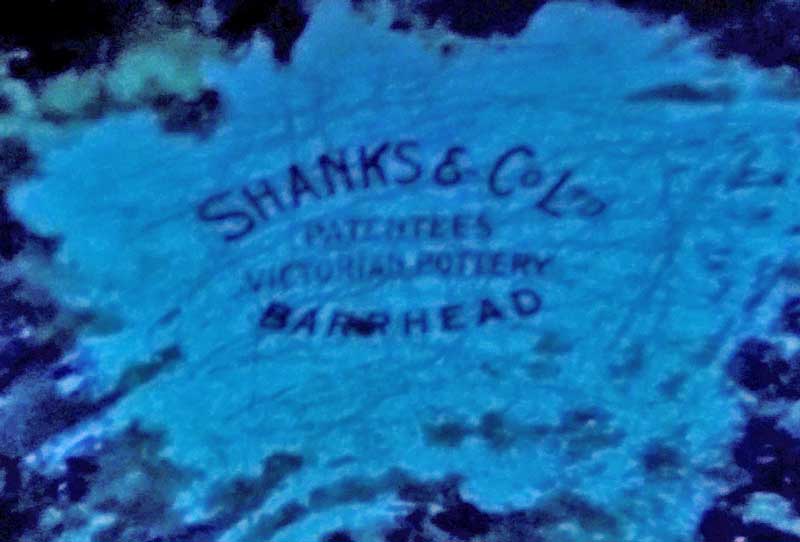 SHANKS & CO LTD
PATENTEES
VICTORIAN POTTERY
BARRHEAD